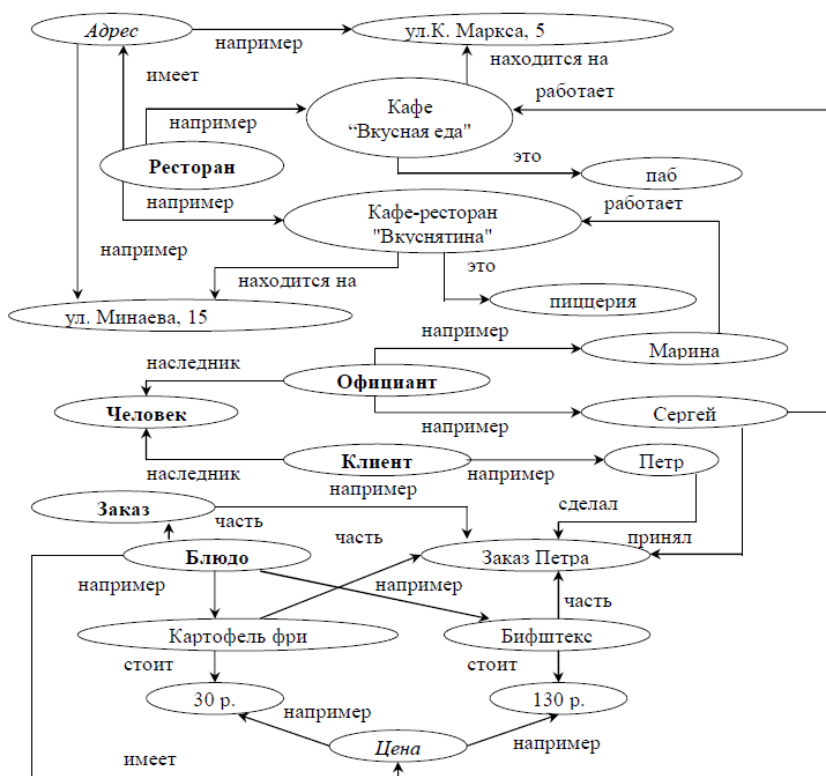 Адрес
например
ул.К. Маркса, 5
имеет
находится на
например
Кафе
“Вкусная еда"
работает
Ресторан
это
паб
например
Кафе-ресторан
"Вкуснятина"
работает
например
находится на
это
пиццерия
ул. Минаева, 15
например
Марина
наследник
Официант
Человек
например
Сергей
наследник
Клиент
например
Петр
например
Заказ
часть
сделал
часть
принял
Блюдо
Заказ Петра
например
например
часть
Картофель фри
Бифштекс
стоит
стоит
30 р.
130 р.
например
Цена
например
имеет